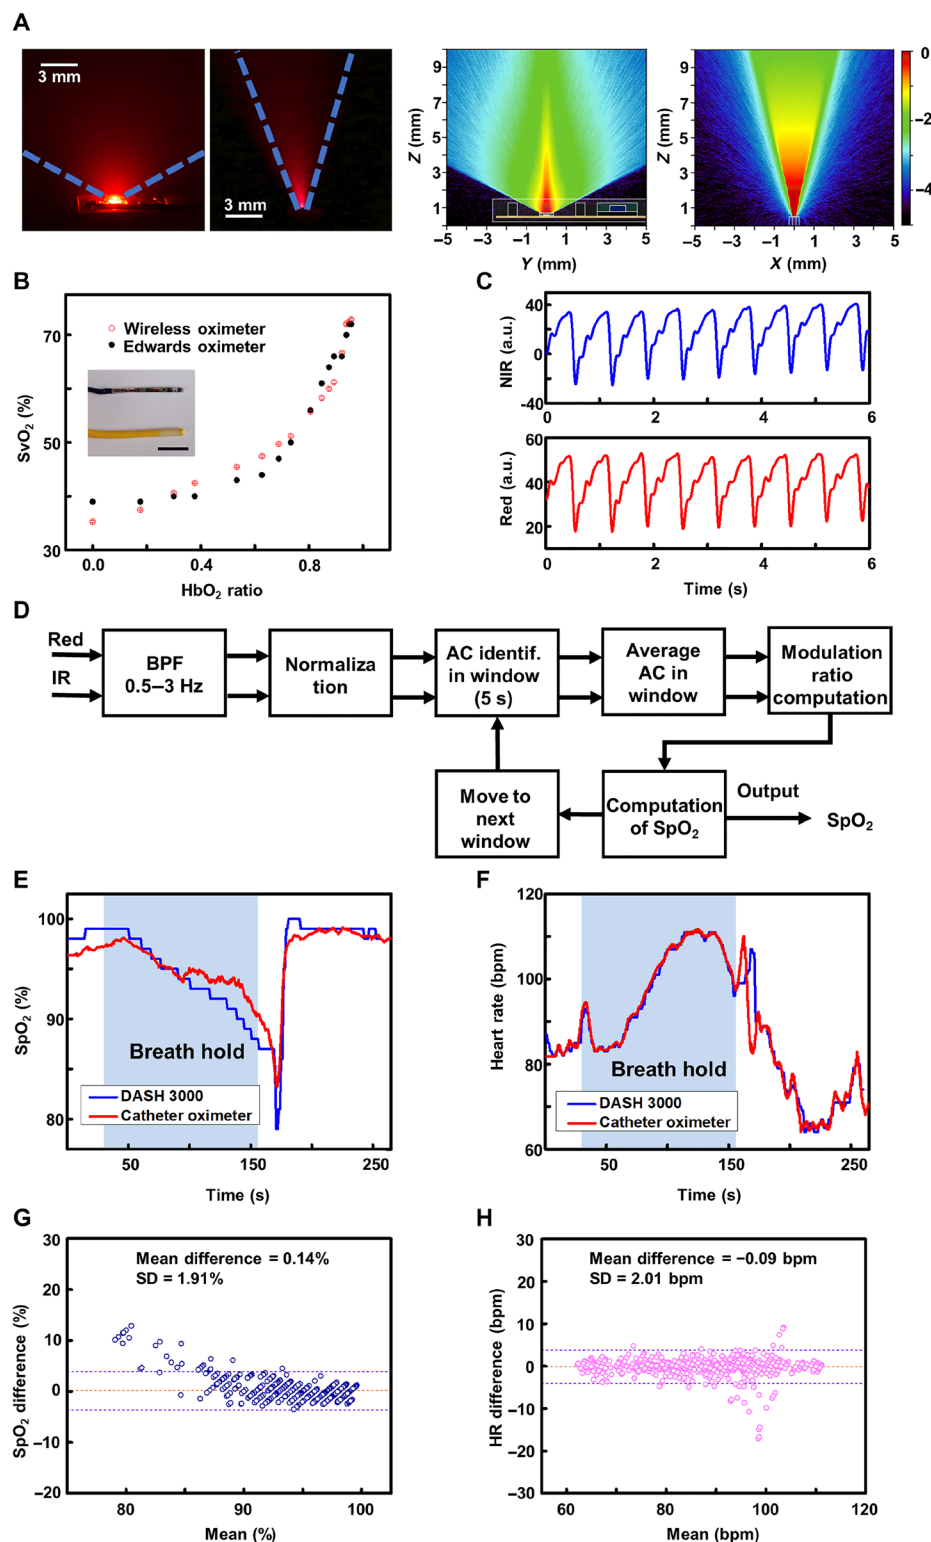 A
3 mm
3 mm
Z (mm)
9
7
5
3
1
−5
−3
−1
1
3
5
Y (mm)
Z (mm)
9
7
5
3
1
−5
−3
−1
1
3
5
X (mm)
0
−2
−4
B
SvO2 (%)
70
50
30
Wireless oximeter
Edwards oximeter
0.0
0.4
0.8
HbO2 ratio
C
NIR (a.u.)
40
0
−40
0
2
4
6
Red (a.u.)
60
40
20
0
2
4
6
Time (s)
D
Red
IR
BPF
0.5–3 Hz
Normaliza
tion
AC identif.
in window
(5 s)
Average
AC in
window
Modulation
ratio
computation
Move to
next
window
Computation
of SpO2
Output
SpO2
E
SpO2 (%)
100
90
80
Breath hold
DASH 3000
Catheter oximeter
50
150
250
Time (s)
F
Heart rate (bpm)
120
100
80
60
Breath hold
DASH 3000
Catheter oximeter
50
150
250
Time (s)
G
SpO2 difference (%)
30
20
10
0
−10
−20
Mean difference = 0.14%
SD = 1.91%
80
90
100
Mean (%)
H
HR difference (bpm)
30
20
10
0
−10
−20
−30
Mean difference = −0.09 bpm
SD = 2.01 bpm
60
80
100
120
Mean (bpm)